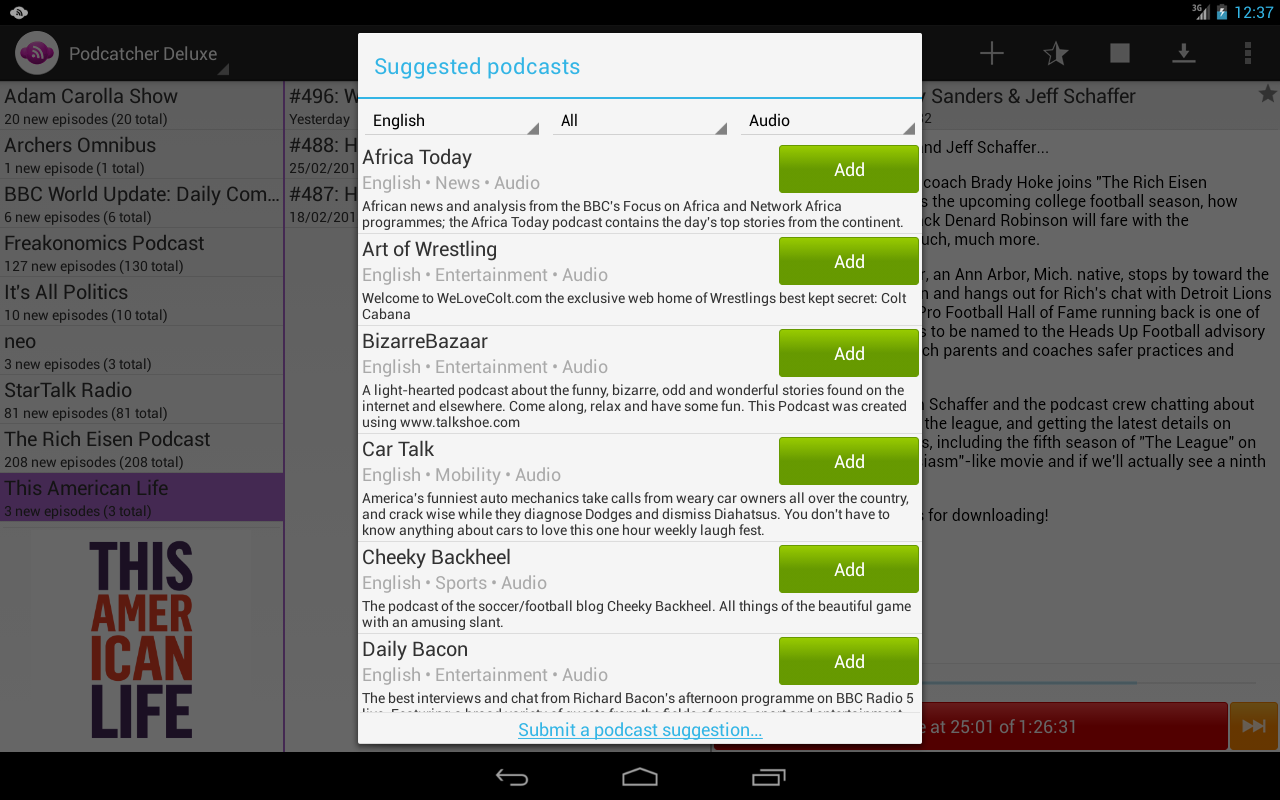 3G
12:37
Podcatcher Deluxe
Adam Carolla Show
20 new episodes (20 total)
Archers Omnibus
1 new episode (1 total)
BBC World Update: Daily Com…
6 new episodes (6 total)
Freakonomics Podcast
127 new episodes (130 total)
It's All Politics
10 new episodes (10 total)
neo
3 new episodes (3 total)
StarTalk Radio
81 new episodes (81 total)
The Rich Eisen Podcast
208 new episodes (208 total)
This American Life
3 new episodes (3 total)
THIS
AMER
ICAN
LIFE
#496: W
Yesterday
#488: H
25/02/201
#487: H
18/02/201
Suggested podcasts
English
All
Audio
Africa Today
English • News • Audio
Add
African news and analysis from the BBC's Focus on Africa and Network Africa
programmes; the Africa Today podcast contains the day's top stories from the continent.
Art of Wrestling
English • Entertainment • Audio
Add
Welcome to WeLoveColt.com the exclusive web home of Wrestlings best kept secret: Colt
Cabana
BizarreBazaar
English • Entertainment • Audio
Add
A light-hearted podcast about the funny, bizarre, odd and wonderful stories found on the
internet and elsewhere. Come along, relax and have some fun. This Podcast was created
using www.talkshoe.com
Car Talk
English • Mobility • Audio
Add
America's funniest auto mechanics take calls from weary car owners all over the country,
and crack wise while they diagnose Dodges and dismiss Diahatsus. You don't have to
know anything about cars to love this one hour weekly laugh fest.
Cheeky Backheel
English • Sports • Audio
Add
The podcast of the soccer/football blog Cheeky Backheel. All things of the beautiful game
with an amusing slant.
Daily Bacon
English • Entertainment • Audio
Add
The best interviews and chat from Richard Bacon's afternoon programme on BBC Radio 5
Submit a podcast suggestion...
Sanders & Jeff Schaffer
and Jeff Schaffer...
coach Brady Hoke joins "The Rich Eisen
the upcoming college football season, how
Denard Robinson will fare with the
much more.
an Ann Arbor, Mich. native, stops by toward the
and hangs out for Rich's chat with Detroit Lions
Pro Football Hall of Fame running back is one of
to be named to the Heads Up Football advisory
parents and coaches safer practices and
Schaffer and the podcast crew chatting about
the league, and getting the latest details on
including the fifth season of "The League" on
movie and if we'll actually see a ninth
for downloading!
at 25:01 of 1:26:31